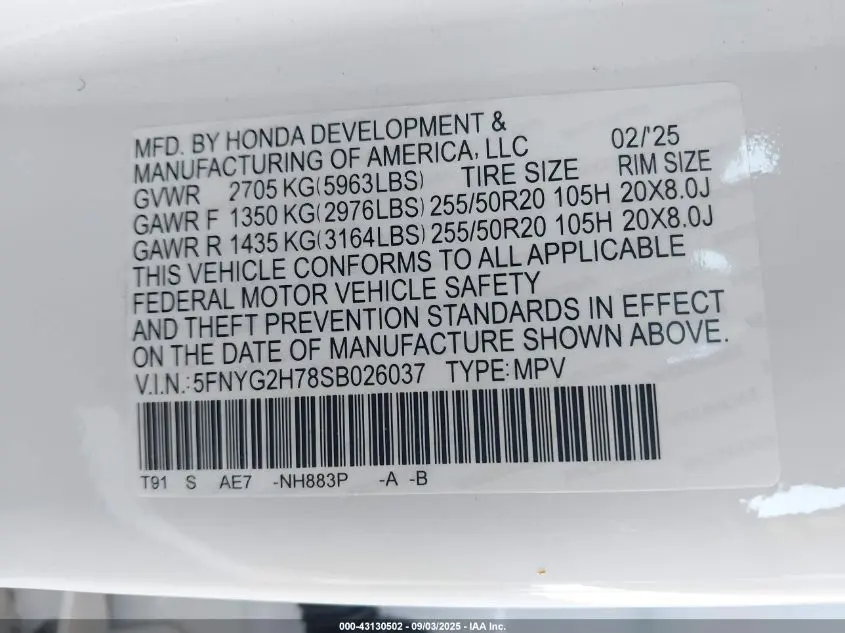 MFD. BY HONDA DEVELOPMENT &
MANUFACTURING OF AMERICA, LLC 02/'25
GVWR 2705 KG(5963LBS) TIRE SIZE RIM SIZE
GAWR F 1350 KG(2976LBS) 255/50R20 105H 20X8.0J
GAWR R 1435 KG(3164LBS) 255/50R20 105H 20X8.0J
THIS VEHICLE CONFORMS TO ALL APPLICABLE
FEDERAL MOTOR VEHICLE SAFETY
AND THEFT PREVENTION STANDARDS IN EFFECT
ON THE DATE OF MANUFACTURE SHOWN ABOVE.
V.I.N.:5FNYG2H78SB026037 TYPE:MPV
T91 S AE7 -NH883P -A -B
000-43130502 - 09/03/2025 - IAA Inc.